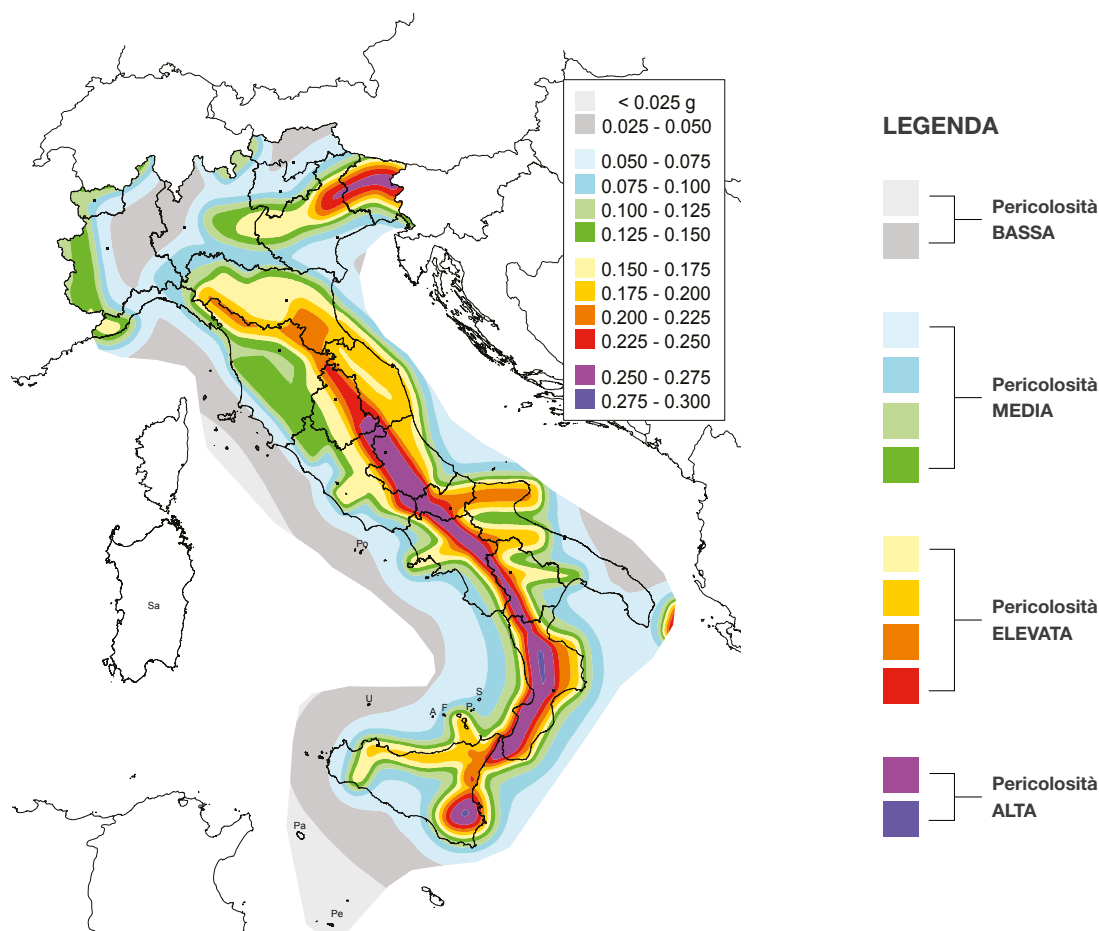 < 0.025 g
0.025 - 0.050
0.050 - 0.075
0.075 - 0.100
0.100 - 0.125
0.125 - 0.150
0.150 - 0.175
0.175 - 0.200
0.200 - 0.225
0.225 - 0.250
0.250 - 0.275
0.275 - 0.300
LEGENDA
Pericolosità
BASSA
Pericolosità
MEDIA
Pericolosità
ELEVATA
Pericolosità
ALTA
Po
Sa
U
S
A
F
P
Pa
Pe